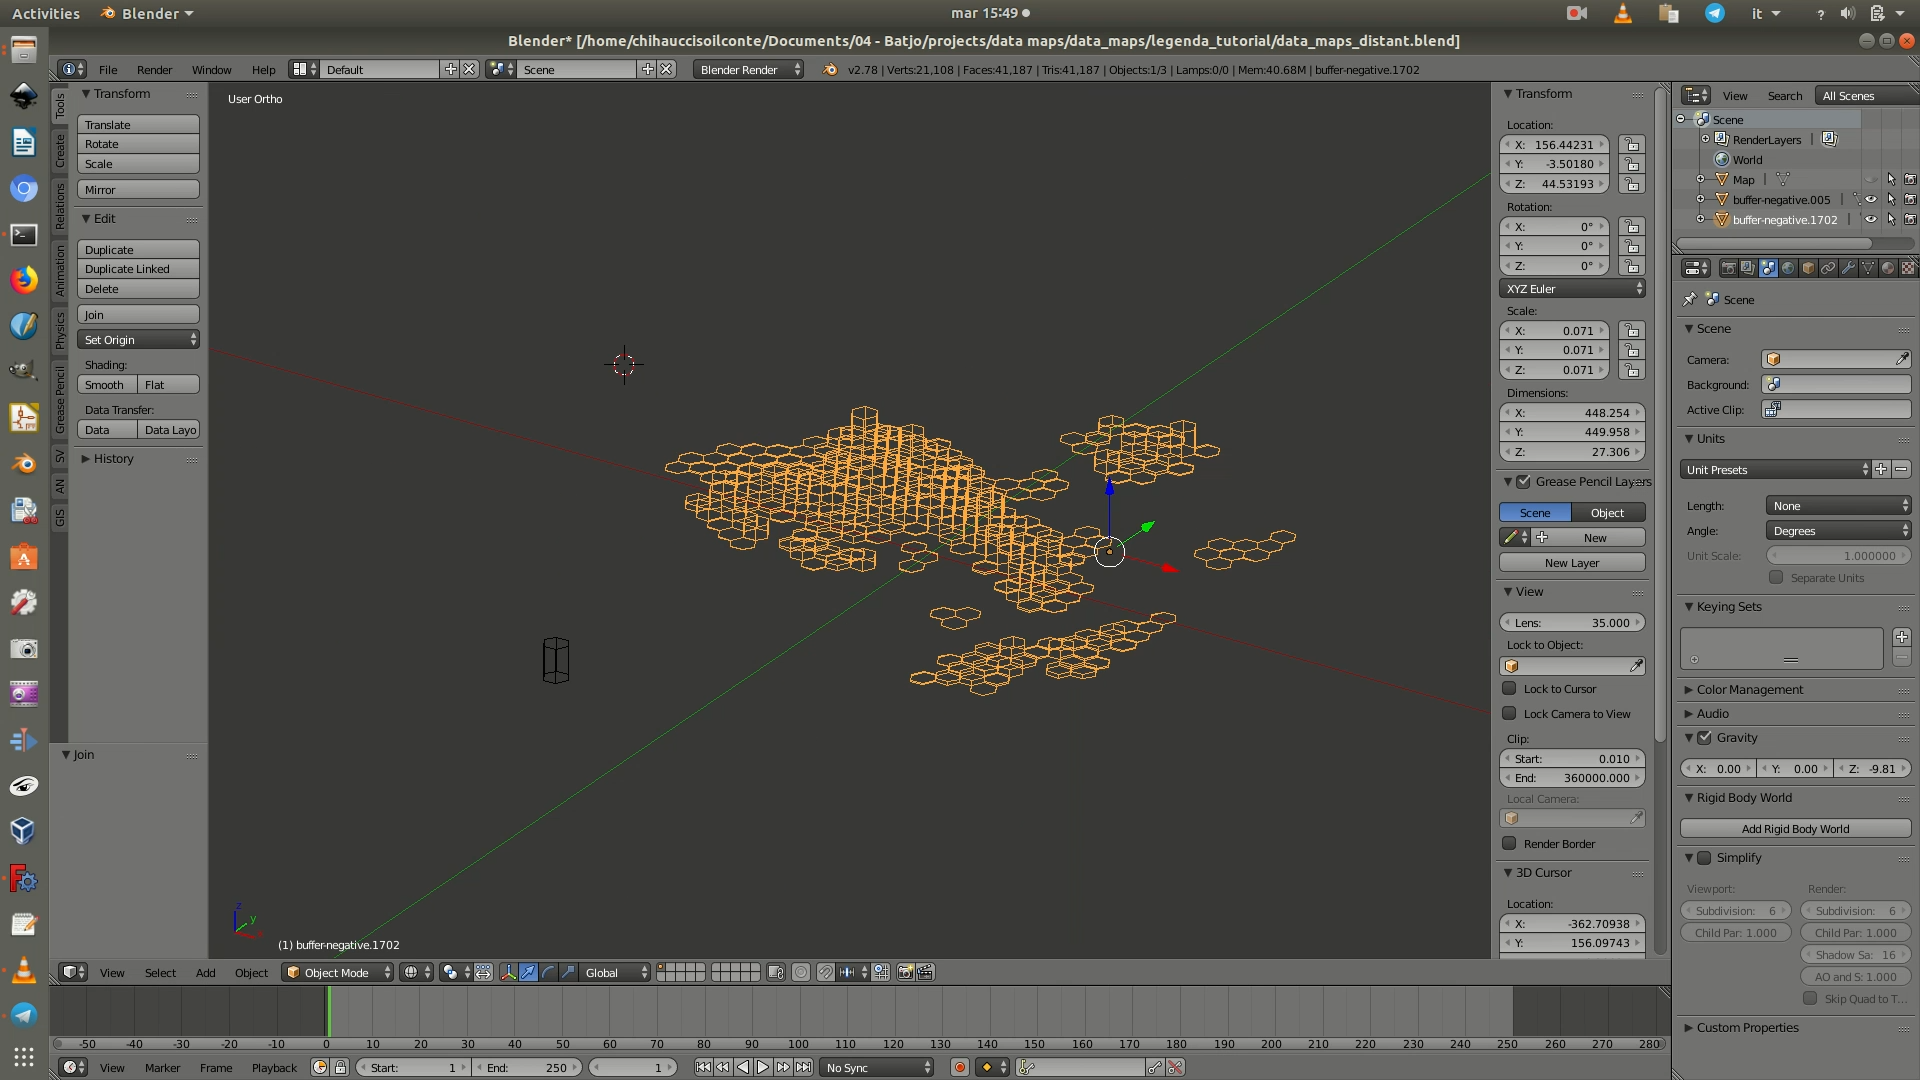 Activities
Blender
mar 15:49
it
Blender* [/home/chihauccisoilconte/Documents/04 - Batjo/projects/data maps/data_maps/legenda_tutorial/data_maps_distant.blend]
File
Render
Window
Help
Default
Scene
Blender Render
v2.78 | Verts:21,108 | Faces:41,187 | Tris:41,187 | Objects:1/3 | Lamps:0/0 | Mem:40.68M | buffer-negative.1702
Tools
Create
Relations
Animation
Physics
Grease Pencil
SV
AN
GIS
Transform
Translate
Rotate
Scale
Mirror
Edit
Duplicate
Duplicate Linked
Delete
Join
Set Origin
Shading:
Smooth Flat
Data Transfer:
Data Data Layo
History
Join
User Ortho
z
y
(1) buffer-negative.1702
Transform
Location:
X: 156.44231
Y: -3.50180
Z: 44.53193
Rotation:
X: 0°
Y: 0°
Z: 0°
XYZ Euler
Scale:
X: 0.071
Y: 0.071
Z: 0.071
Dimensions:
X: 448.254
Y: 449.958
Z: 27.306
Grease Pencil Layers
Scene Object
New
New Layer
View
Lens: 35.000
Lock to Object:
Lock to Cursor
Lock Camera to View
Clip:
Start: 0.010
End: 360000.000
Local Camera:
Render Border
3D Cursor
Location:
X: -362.70938
Y: 156.09743
View Search All Scenes
Scene
RenderLayers
World
Map
buffer-negative.005
buffer-negative.1702
Scene
Scene
Camera:
Background:
Active Clip:
Units
Unit Presets
Length: None
Angle: Degrees
Unit Scale: 1.000000
Separate Units
Keying Sets
Color Management
Audio
Gravity
X: 0.00 Y: 0.00 Z: -9.81
Rigid Body World
Add Rigid Body World
Simplify
Viewport: Render:
Subdivision: 6 Subdivision: 6
Child Par: 1.000 Child Par: 1.000
Shadow Sa: 16
AO and S: 1.000
Skip Quad to T...
Custom Properties
View Select Add Object Object Mode Global
-50 -40 -30 -20 -10 0 10 20 30 40 50 60 70 80 90 100 110 120 130 140 150 160 170 180 190 200 210 220 230 240 250 260 270 280
View Marker Frame Playback Start: 1 End: 250 1 No Sync